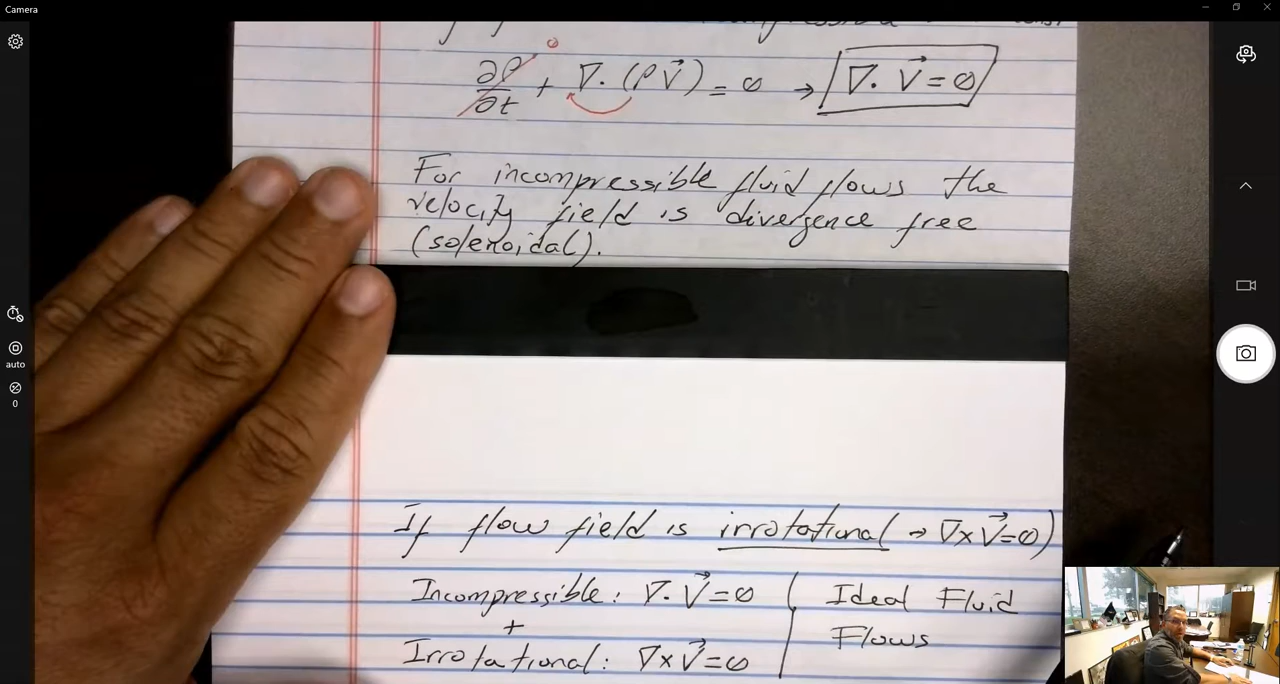 Camera
∂ρ/∂t + ∇·(ρV⃗) = 0 → ∇·V⃗ = 0
0
For incompressible fluid flows the
velocity field is divergence free
(solenoidal).
auto
0
If flow field is irrotational → ∇×V⃗=0)
Incompressible: ∇·V⃗=0 Ideal Fluid
+ Flows
Irrotational: ∇×V⃗=0